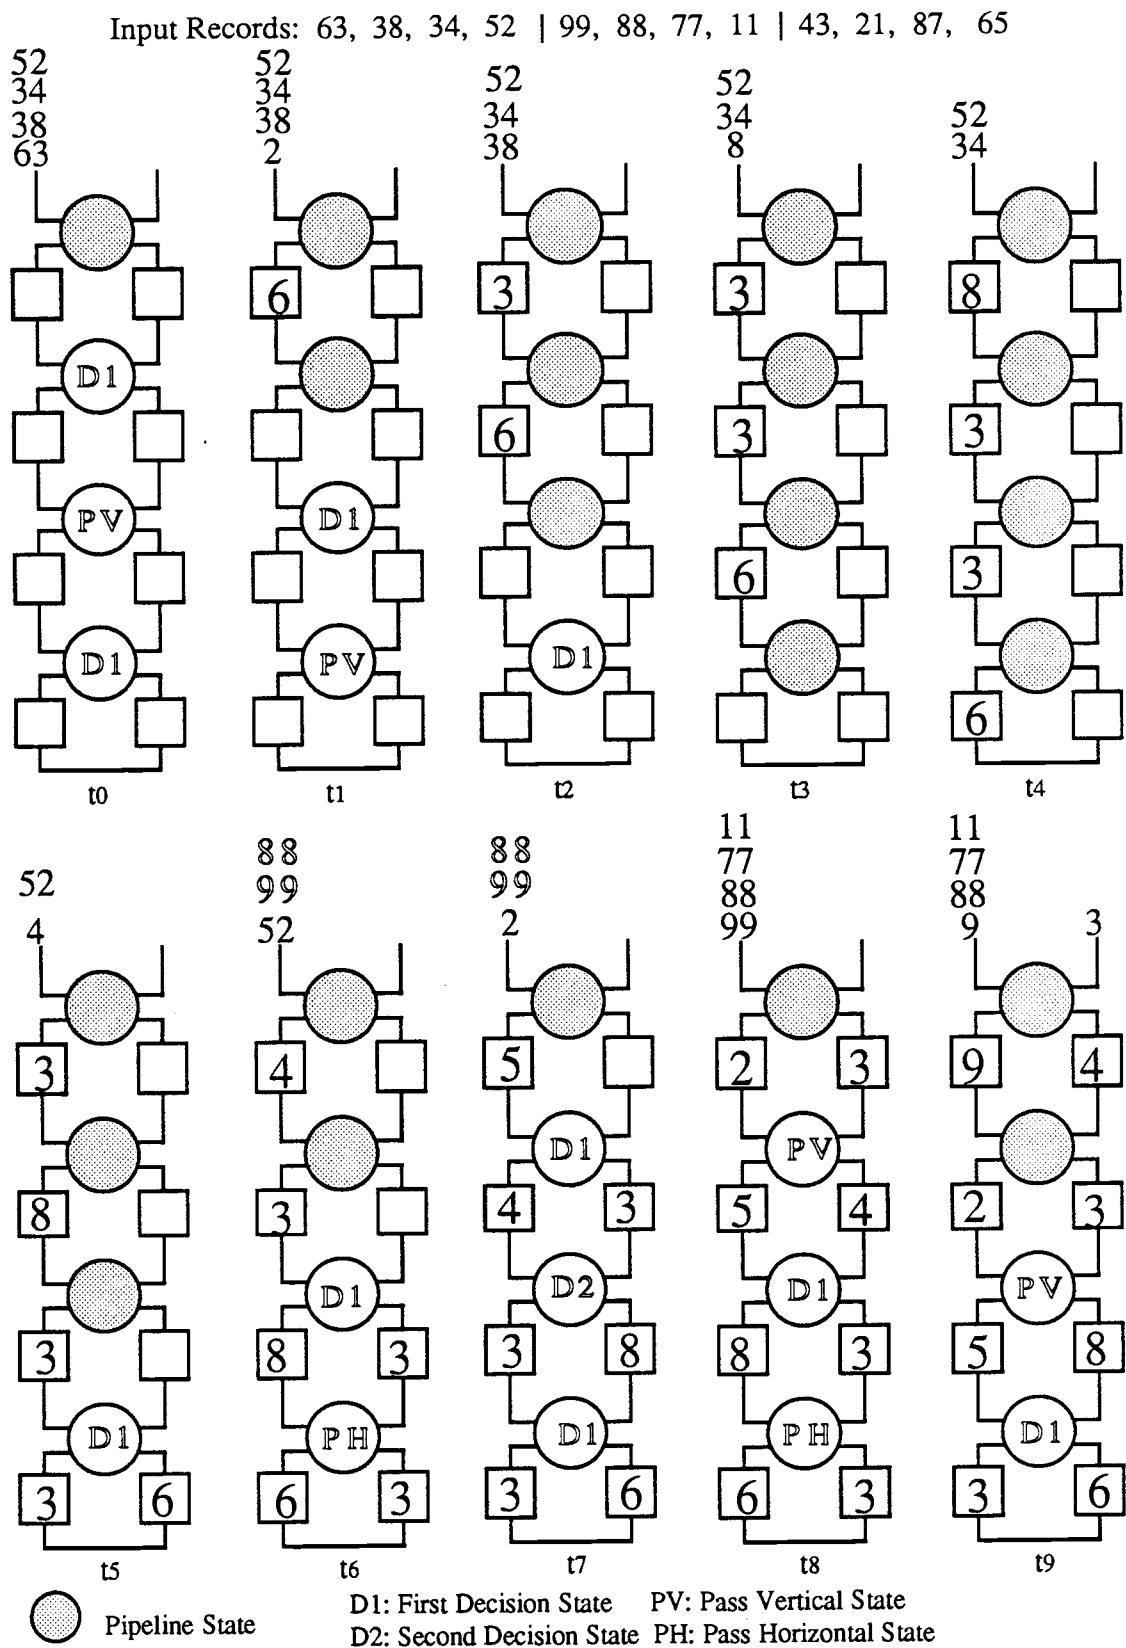 Input Records: 63, 38, 34, 52 | 99, 88, 77, 11 | 43, 21, 87, 65
52
34
38
63
D1
PV
D1
t0
52
34
38
2
6
D1
PV
t1
52
34
38
3
6
D1
t2
52
34
8
3
3
6
t3
52
34
8
3
3
6
t4
52
4
3
8
3
D1
3 6
t5
88
99
52
4
3
D1
8 3
PH
6 3
t6
88
99
2
5
D1
4 3
D2
3 8
D1
3 6
t7
11
77
88
99
2 3
PV
5 4
D1
8 3
PH
6 3
t8
11
77
88
9 3
9 4
2 3
PV
5 8
D1
3 6
t9
Pipeline State
D1: First Decision State PV: Pass Vertical State
D2: Second Decision State PH: Pass Horizontal State